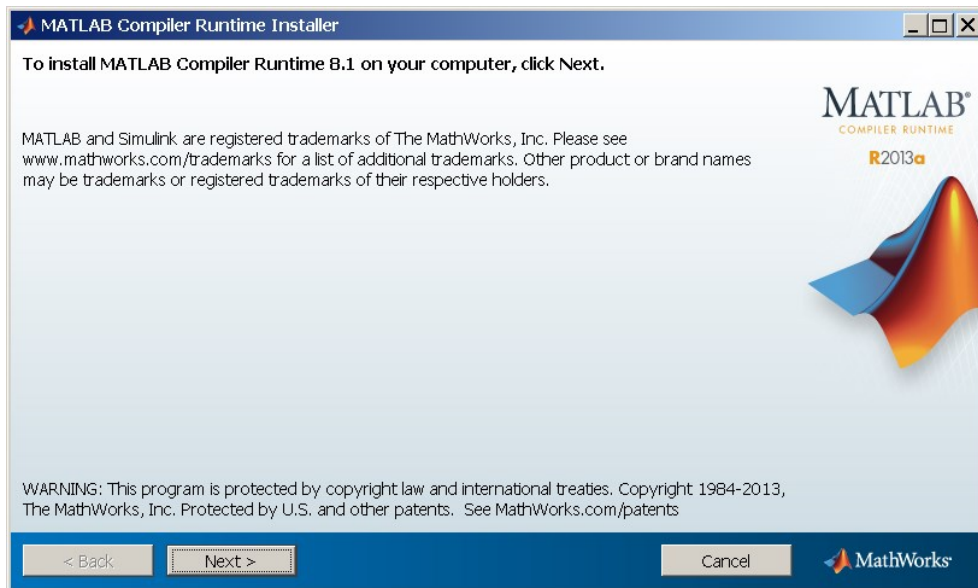 MATLAB Compiler Runtime Installer
To install MATLAB Compiler Runtime 8.1 on your computer, click Next.
MATLAB®
COMPILER RUNTIME
R2013a
MATLAB and Simulink are registered trademarks of The MathWorks, Inc. Please see
www.mathworks.com/trademarks for a list of additional trademarks. Other product or brand names
may be trademarks or registered trademarks of their respective holders.
WARNING: This program is protected by copyright law and international treaties. Copyright 1984-2013,
The MathWorks, Inc. Protected by U.S. and other patents. See MathWorks.com/patents
< Back
Next >
Cancel
MathWorks®